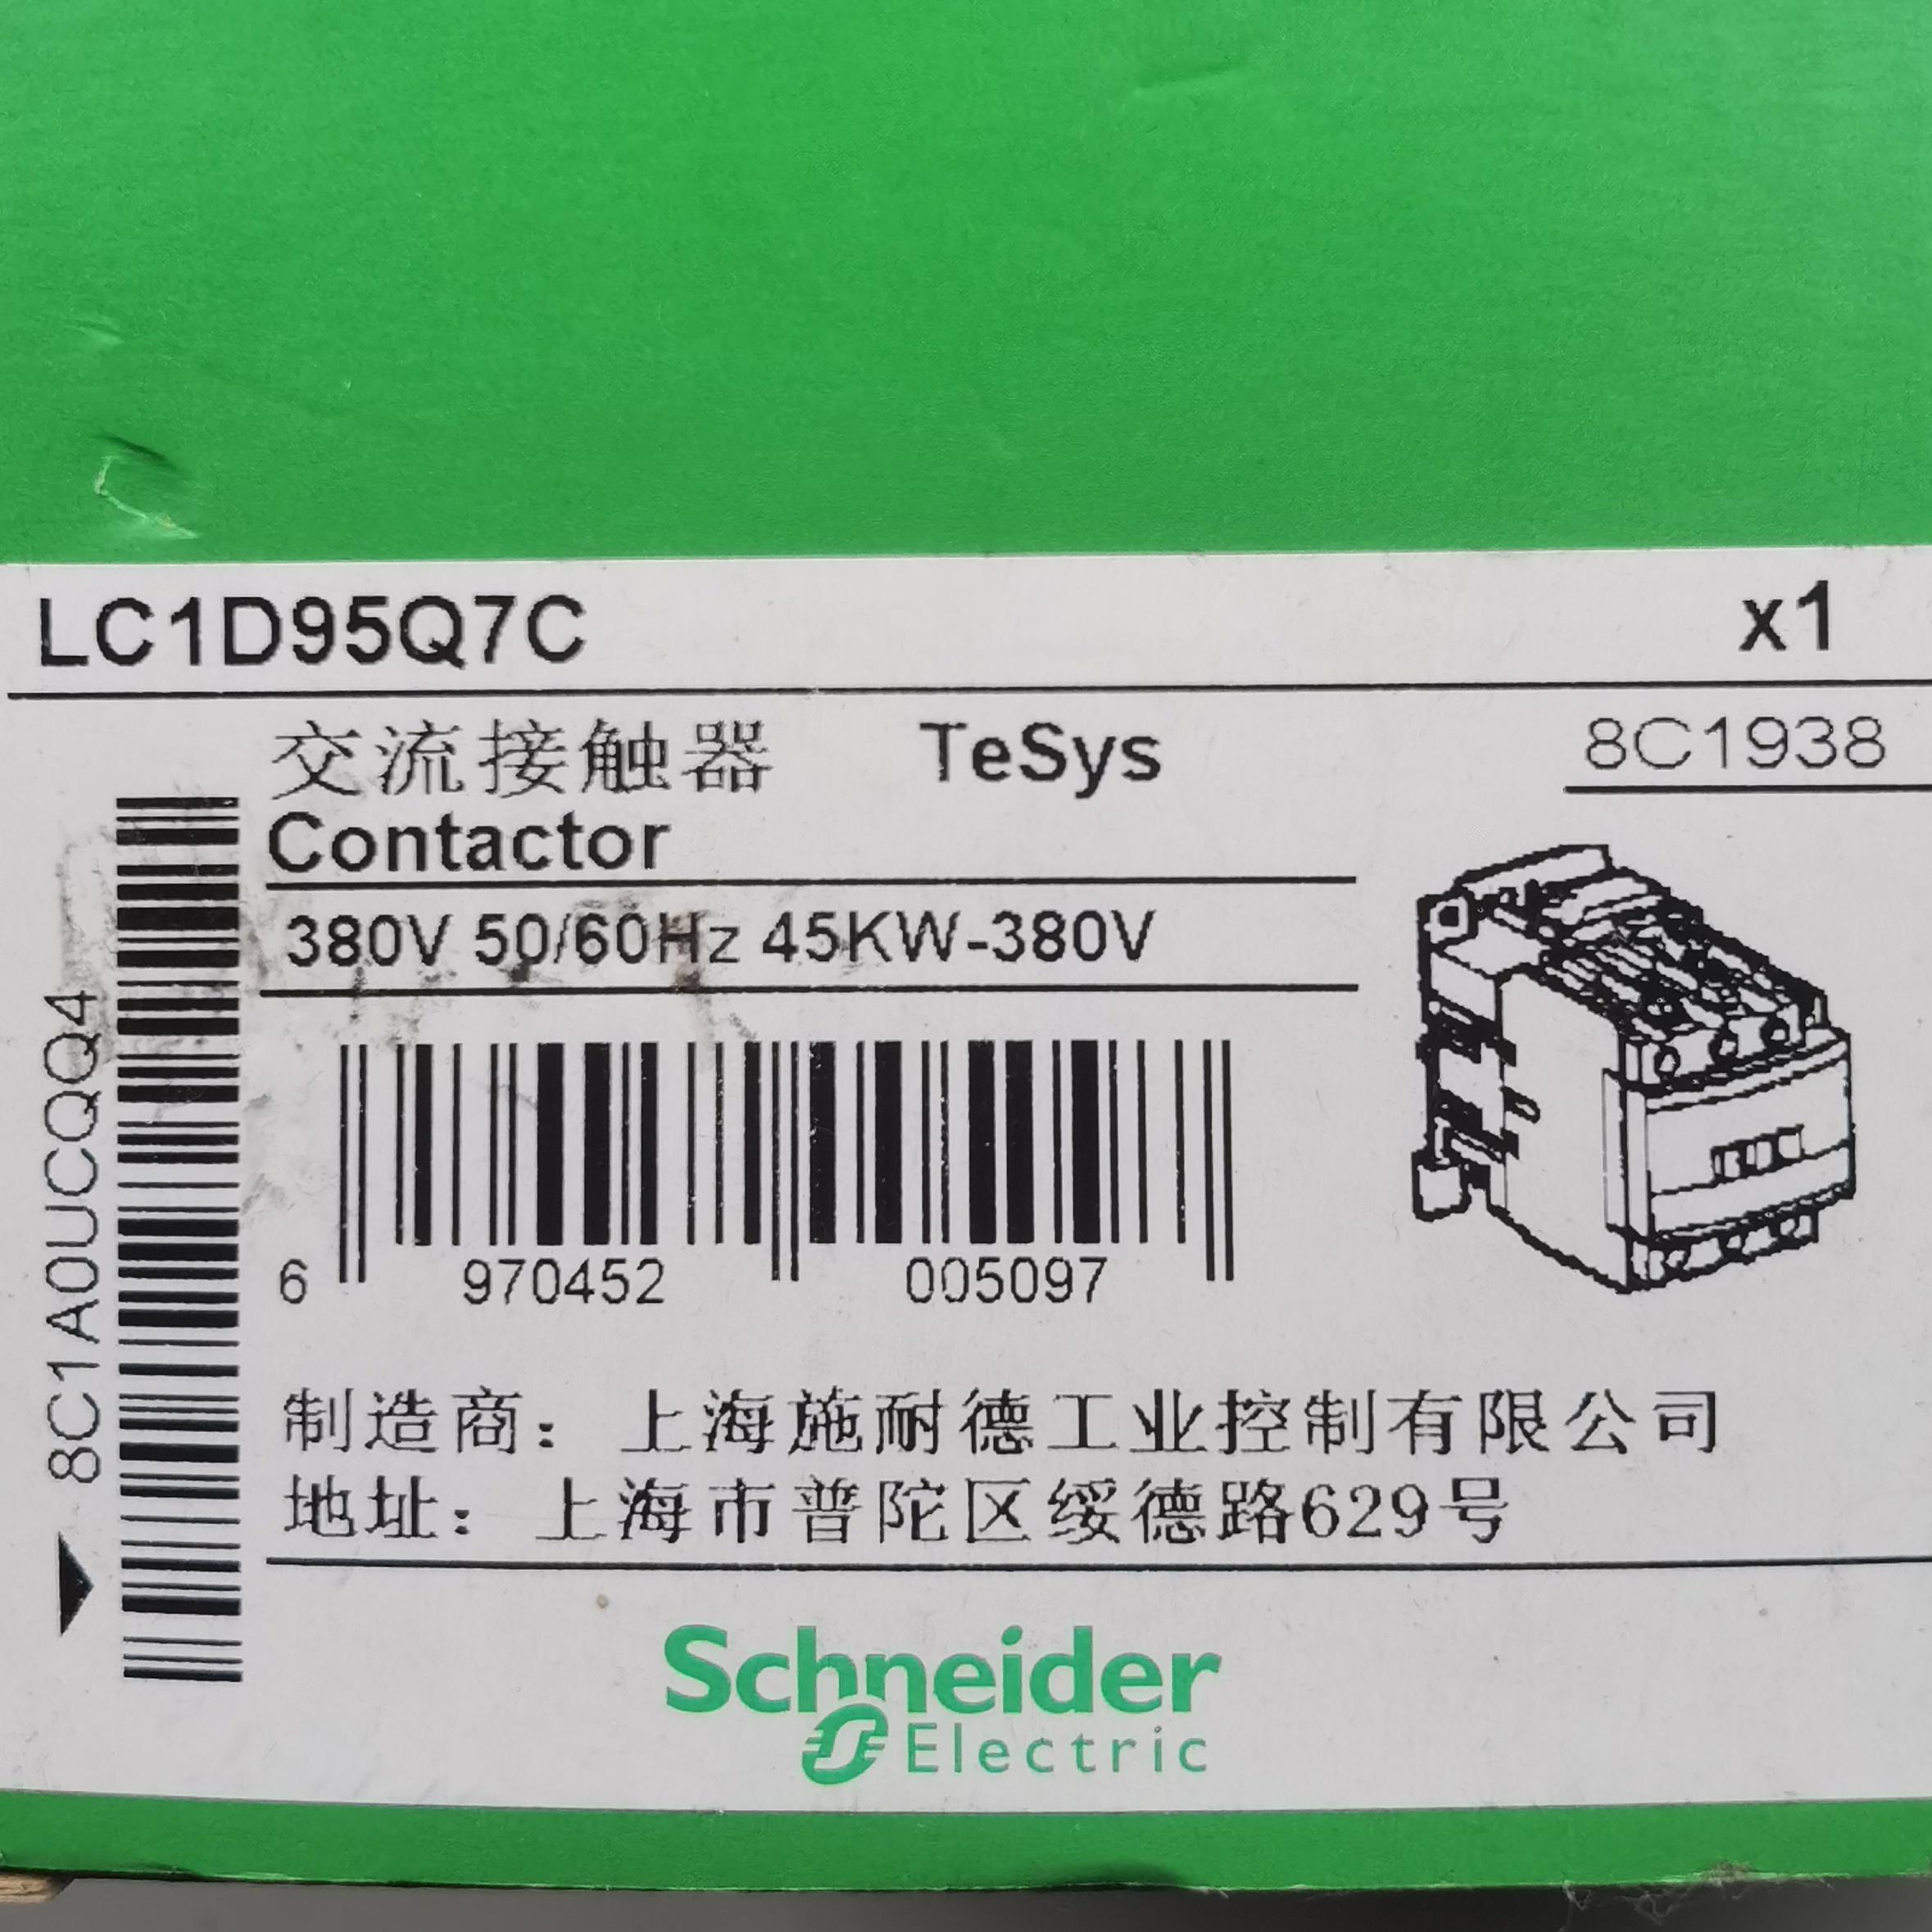 LC1D95Q7C x1
交流接触器 TeSys 8C1938
Contactor
380V 50/60Hz 45KW-380V
8C1A0UCQQ4
6 970452 005097
制造商：上海施耐德工业控制有限公司
地址：上海市普陀区绥德路629号
Schneider
Electric